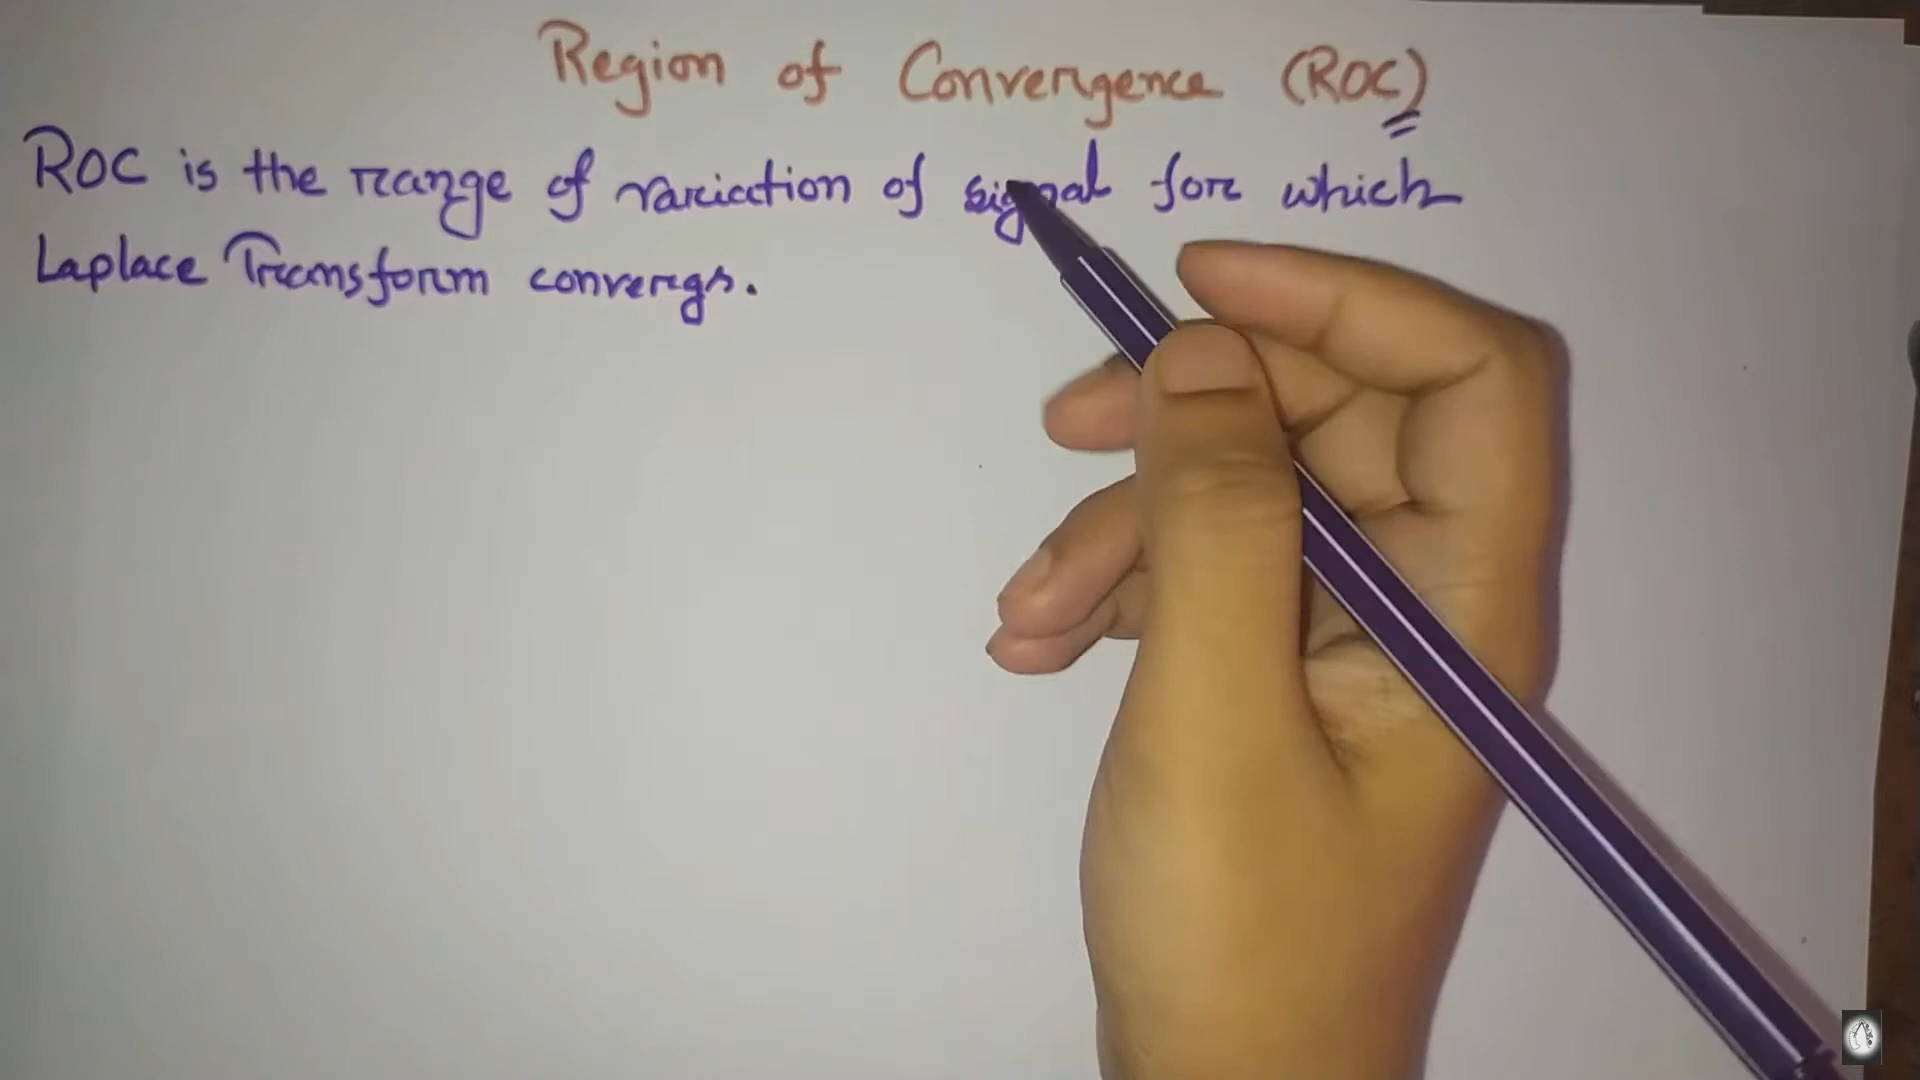 Region of Convergence (ROC)
ROC is the range of variation of signal for which
Laplace Transform convergs.